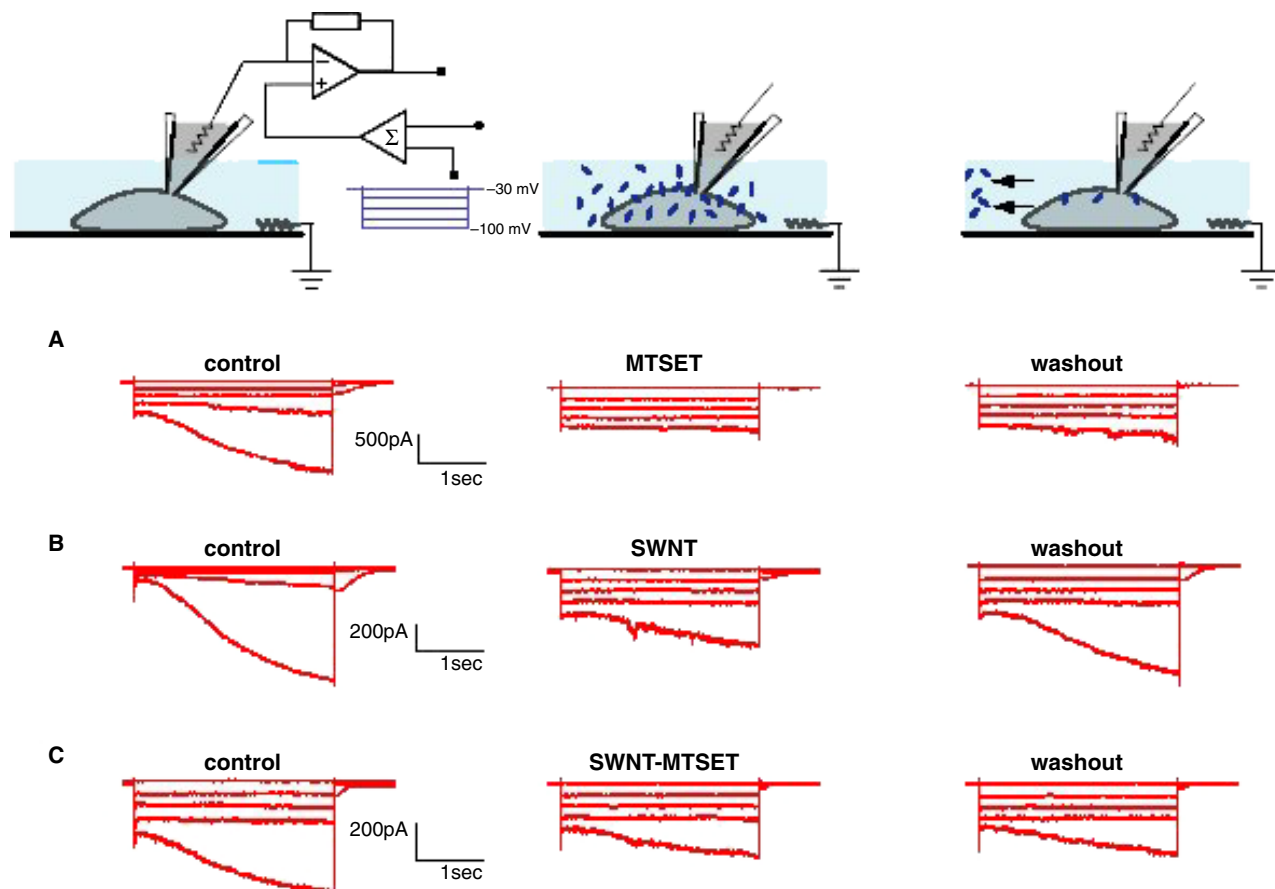 −
+
Σ
−30 mV
−100 mV
A
control
MTSET
washout
500pA
1sec
B
control
SWNT
washout
200pA
1sec
C
control
SWNT-MTSET
washout
200pA
1sec